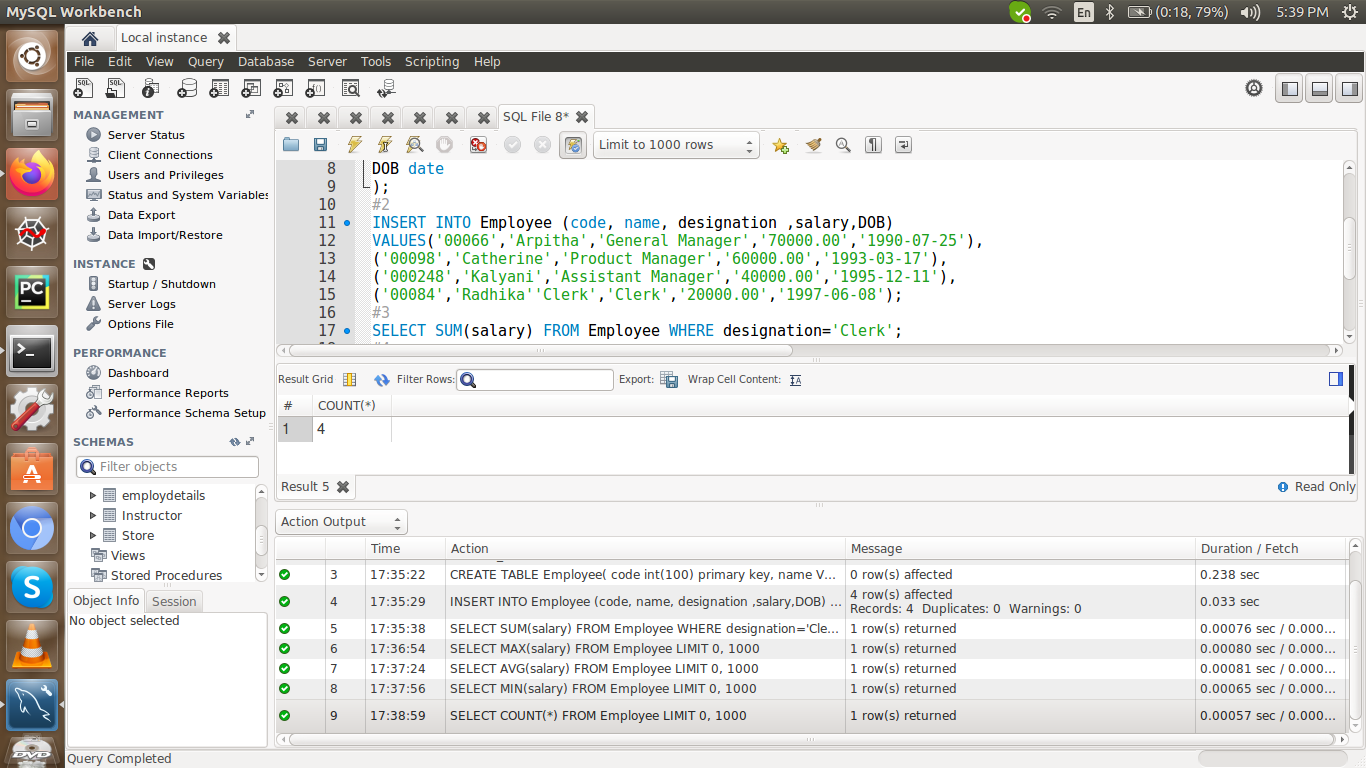 MySQL Workbench
En
(0:18, 79%)
5:39 PM
Local instance
File Edit View Query Database Server Tools Scripting Help
MANAGEMENT
Server Status
Client Connections
Users and Privileges
Status and System Variables
Data Export
Data Import/Restore
INSTANCE
Startup / Shutdown
Server Logs
Options File
PERFORMANCE
Dashboard
Performance Reports
Performance Schema Setup
SCHEMAS
Filter objects
employdetails
Instructor
Store
Views
Stored Procedures
Object Info Session
No object selected
SQL File 8*
Limit to 1000 rows
8 DOB date
9 );
10 #2
11 INSERT INTO Employee (code, name, designation ,salary,DOB)
12 VALUES('00066','Arpitha','General Manager','70000.00','1990-07-25'),
13 ('00098','Catherine','Product Manager','60000.00','1993-03-17'),
14 ('000248','Kalyani','Assistant Manager','40000.00','1995-12-11'),
15 ('00084','Radhika''Clerk','Clerk','20000.00','1997-06-08');
16 #3
17 SELECT SUM(salary) FROM Employee WHERE designation='Clerk';
Result Grid Filter Rows: Export: Wrap Cell Content:
# COUNT(*)
1 4
Result 5 Read Only
Action Output
Time Action Message Duration / Fetch
3 17:35:22 CREATE TABLE Employee( code int(100) primary key, name V... 0 row(s) affected 0.238 sec
4 17:35:29 INSERT INTO Employee (code, name, designation ,salary,DOB) ... 4 row(s) affected 0.033 sec
Records: 4 Duplicates: 0 Warnings: 0
5 17:35:38 SELECT SUM(salary) FROM Employee WHERE designation='Cle... 1 row(s) returned 0.00076 sec / 0.000...
6 17:36:54 SELECT MAX(salary) FROM Employee LIMIT 0, 1000 1 row(s) returned 0.00080 sec / 0.000...
7 17:37:24 SELECT AVG(salary) FROM Employee LIMIT 0, 1000 1 row(s) returned 0.00081 sec / 0.000...
8 17:37:56 SELECT MIN(salary) FROM Employee LIMIT 0, 1000 1 row(s) returned 0.00065 sec / 0.000...
9 17:38:59 SELECT COUNT(*) FROM Employee LIMIT 0, 1000 1 row(s) returned 0.00057 sec / 0.000...
Query Completed